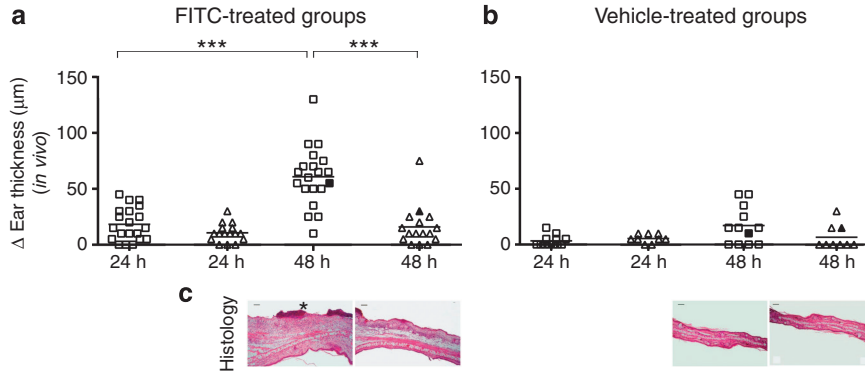 a FITC-treated groups
*** ***
Δ Ear thickness (μm)
(in vivo)
150
100
50
0
24 h 24 h 48 h 48 h
b Vehicle-treated groups
150
100
50
0
24 h 24 h 48 h 48 h
c Histology
*